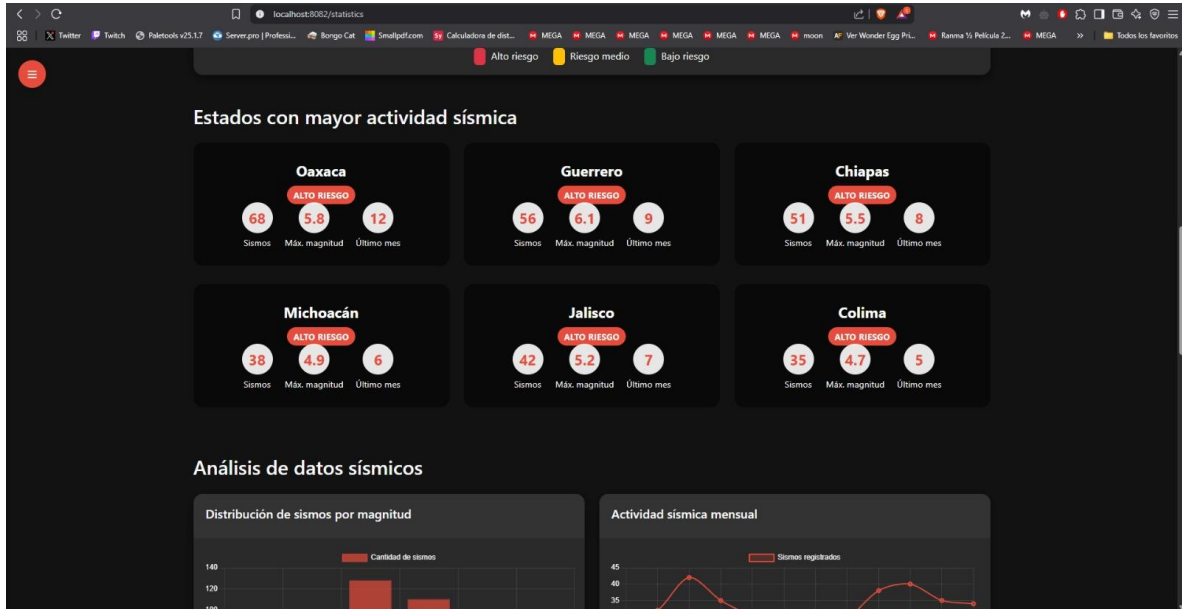 localhost:8082/statistics
Twitter Twitch Paletools v25.1.7 Server.pro | Professi... Bongo Cat Smallpdf.com Calculadora de dist... MEGA MEGA MEGA MEGA MEGA MEGA moon Ver Wonder Egg Pri... Ranma ½ Película 2... MEGA » Todos los favoritos
Alto riesgo Riesgo medio Bajo riesgo
Estados con mayor actividad sísmica
Oaxaca
ALTO RIESGO
68 5.8 12
Sismos Máx. magnitud Último mes
Guerrero
ALTO RIESGO
56 6.1 9
Sismos Máx. magnitud Último mes
Chiapas
ALTO RIESGO
51 5.5 8
Sismos Máx. magnitud Último mes
Michoacán
ALTO RIESGO
38 4.9 6
Sismos Máx. magnitud Último mes
Jalisco
ALTO RIESGO
42 5.2 7
Sismos Máx. magnitud Último mes
Colima
ALTO RIESGO
35 4.7 5
Sismos Máx. magnitud Último mes
Análisis de datos sísmicos
Distribución de sismos por magnitud
Cantidad de sismos
140
120
100
Actividad sísmica mensual
Sismos registrados
45
40
35